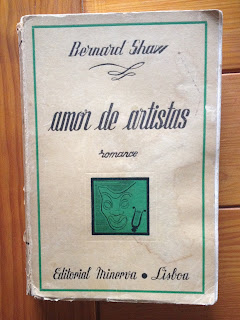 Bernard Shaw
amor de artistas
romance
Editorial Minerva • Lisboa